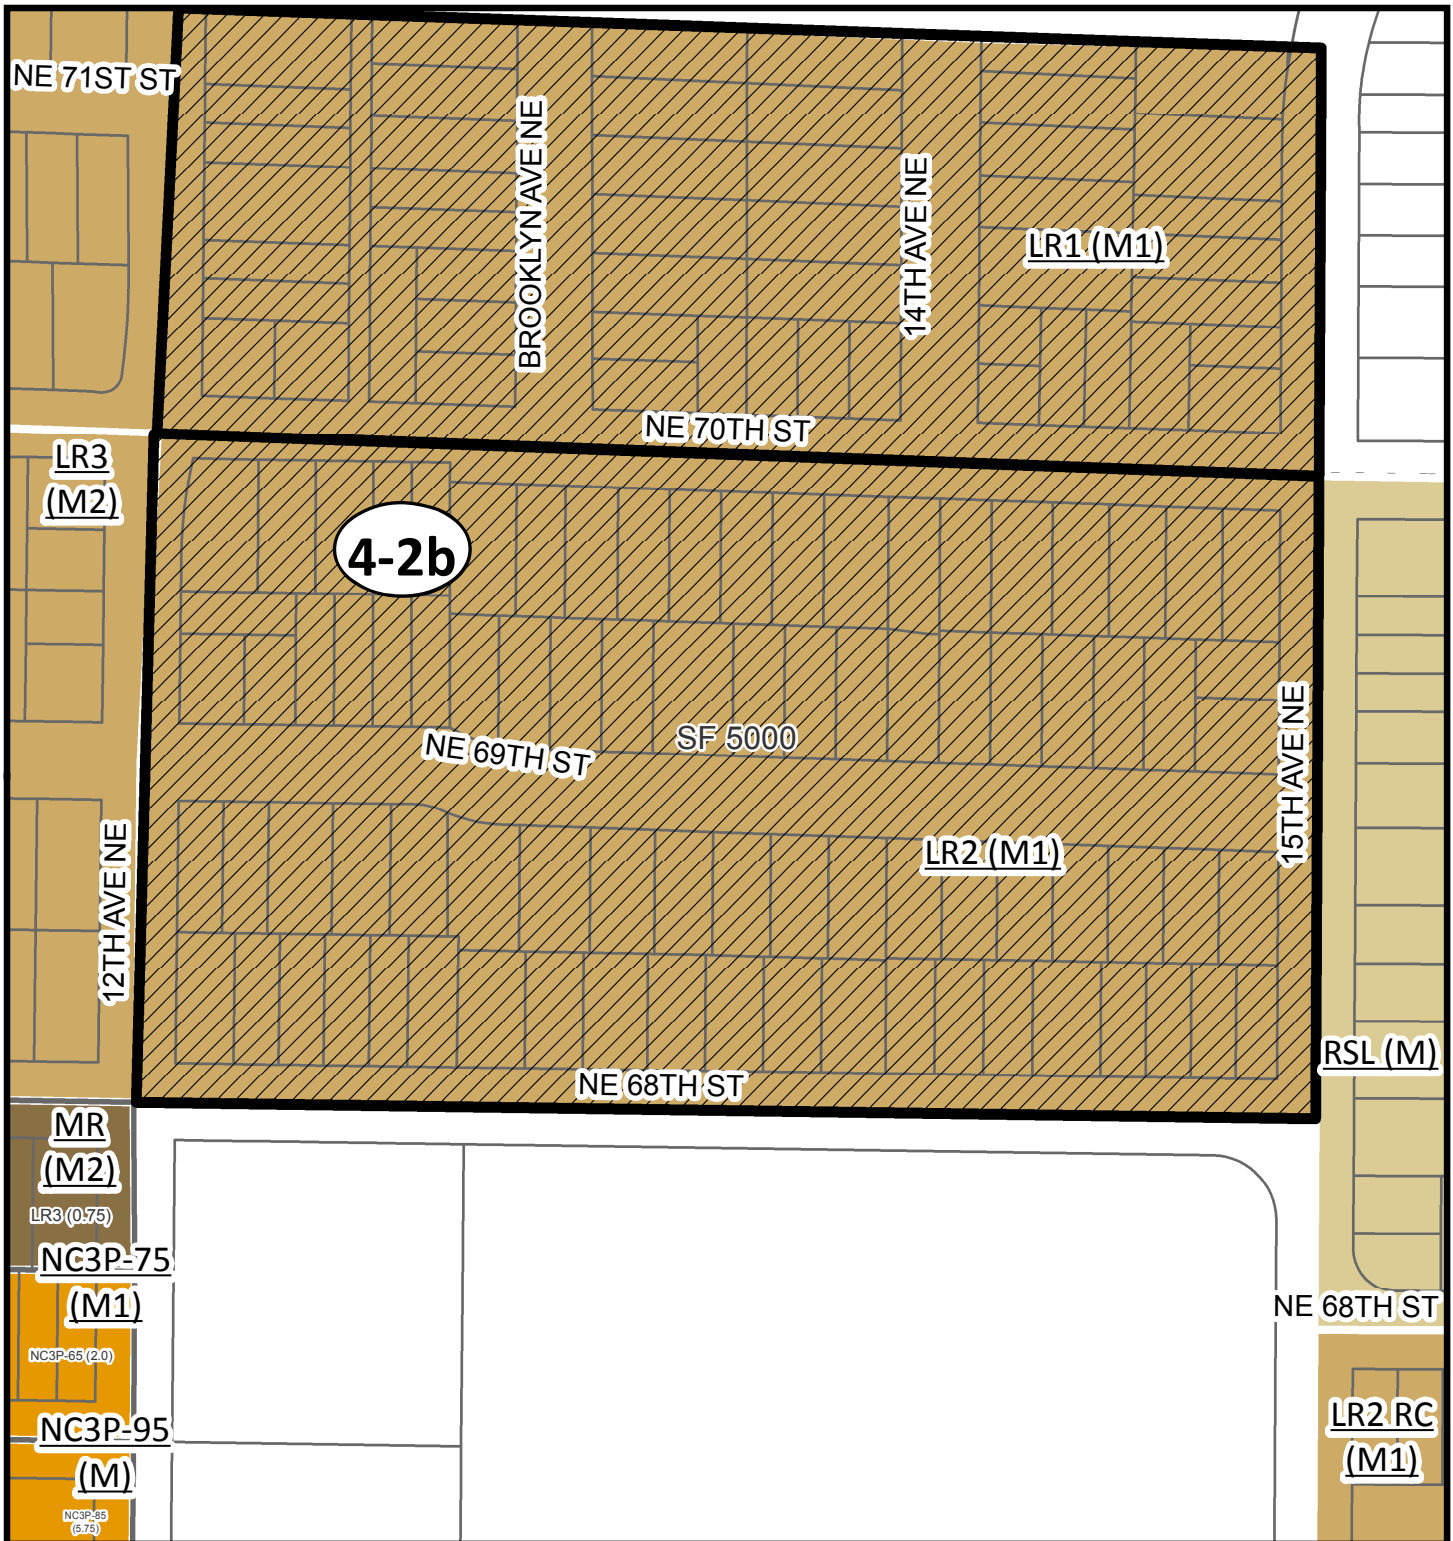 NE 71ST ST
BROOKLYN AVE NE
14TH AVE NE
LR1 (M1)
NE 70TH ST
LR3
(M2)
4-2b
SF 5000
NE 69TH ST
15TH AVE NE
LR2 (M1)
12TH AVE NE
RSL (M)
NE 68TH ST
MR
(M2)
LR3 (0.75)
NC3P-75
(M1)
NE 68TH ST
NC3P-65 (2.0)
NC3P-95
(M)
LR2 RC
(M1)
NC3P-85
(5.75)